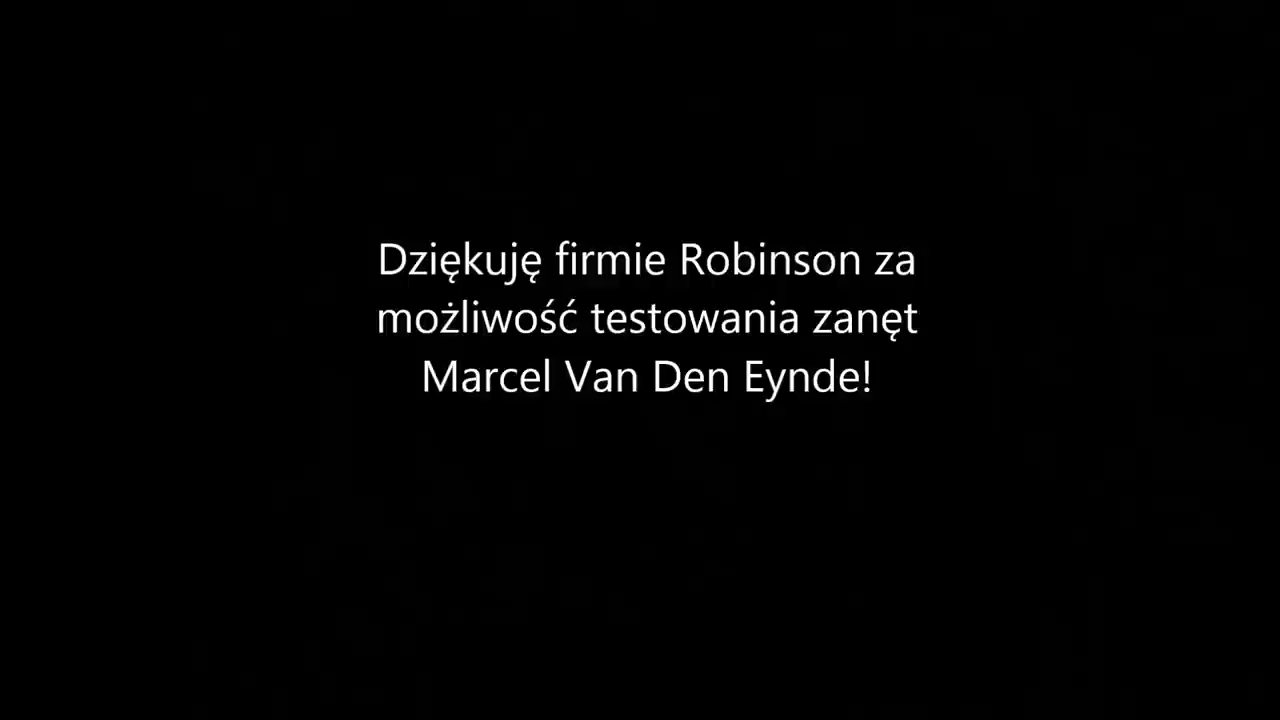 Dziękuję firmie Robinson za
możliwość testowania zanęt
Marcel Van Den Eynde!